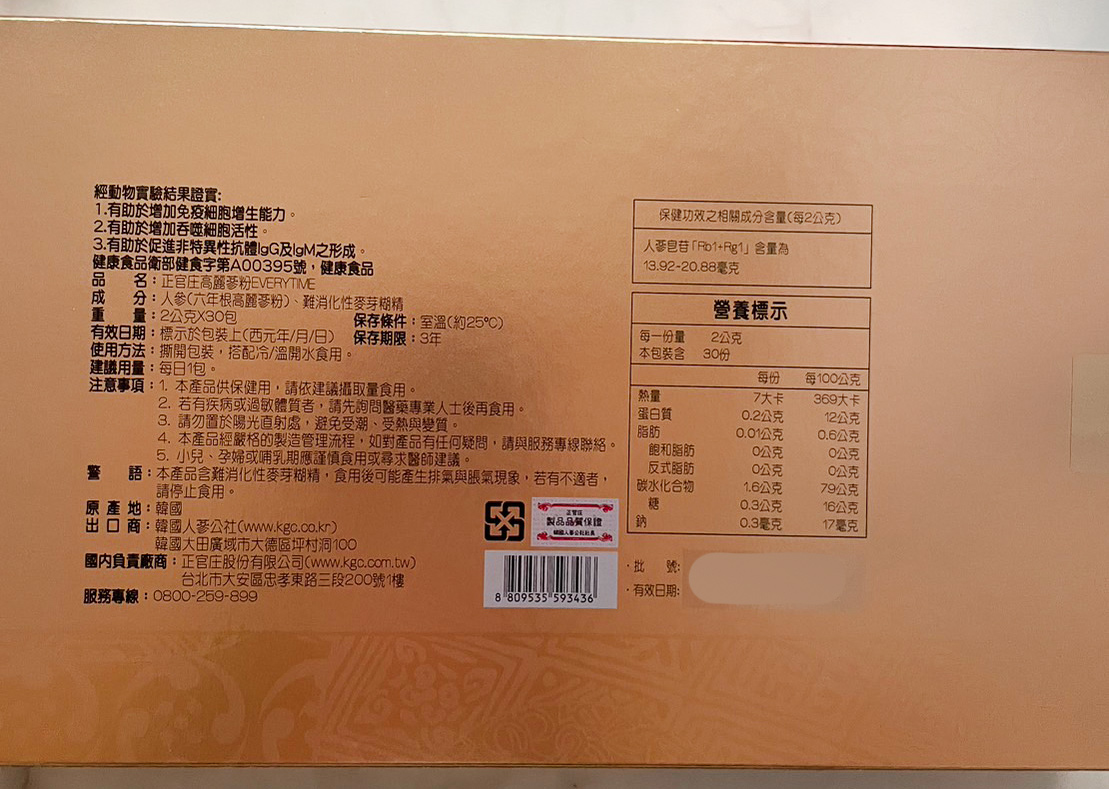 經動物實驗結果證實:
1.有助於增加免疫細胞增生能力。
2.有助於增加吞噬細胞活性。
3.有助於促進非特異性抗體IgG及IgM之形成。
健康食品衛部健食字第A00395號，健康食品
品名：正官庄高麗蔘粉EVERYTIME
成分：人參(六年根高麗蔘粉)、難消化性麥芽糊精
重量：2公克X30包 保存條件：室溫(約25℃)
有效日期：標示於包裝上(西元年/月/日) 保存期限：3年
使用方法：撕開包裝，搭配冷/溫開水食用。
建議用量：每日1包。
注意事項：1. 本產品供保健用，請依建議攝取量食用。
2. 若有疾病或過敏體質者，請先詢問醫藥專業人士後再食用。
3. 請勿置於陽光直射處，避免受潮、受熱與變質。
4. 本產品經嚴格的製造管理流程，如對產品有任何疑問，請與服務專線聯絡。
5. 小兒、孕婦或哺乳期應謹慎食用或尋求醫師建議。
警語：本產品含難消化性麥芽糊精，食用後可能產生排氣與脹氣現象，若有不適者，
請停止食用。
原產地：韓國
出口商：韓國人蔘公社(www.kgc.co.kr)
韓國大田廣域市大德區坪村洞100
國內負責廠商：正官庄股份有限公司(www.kgc.com.tw)
台北市大安區忠孝東路三段200號1樓
服務專線：0800-259-899
正官庄
製品品質保證
韓國人蔘公社社長
8 809535 593436
保健功效之相關成分含量(每2公克)
人蔘皂苷「Rb1+Rg1」含量為
13.92-20.88毫克
營養標示
每一份量 2公克
本包裝含 30份
每份 每100公克
熱量 7大卡 369大卡
蛋白質 0.2公克 12公克
脂肪 0.01公克 0.6公克
飽和脂肪 0公克 0公克
反式脂肪 0公克 0公克
碳水化合物 1.6公克 79公克
糖 0.3公克 16公克
鈉 0.3毫克 17毫克
·批號:
·有效日期: